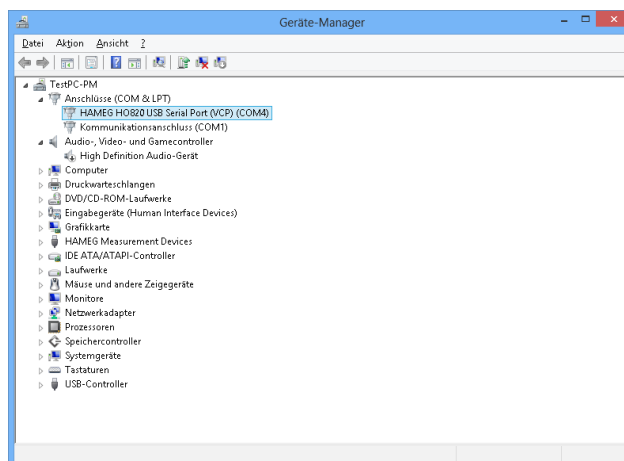 Geräte-Manager
Datei Aktion Ansicht ?
TestPC-PM
Anschlüsse (COM & LPT)
HAMEG HO820 USB Serial Port (VCP) (COM4)
Kommunikationsanschluss (COM1)
Audio-, Video- und Gamecontroller
High Definition Audio-Gerät
Computer
Druckwarteschlangen
DVD/CD-ROM-Laufwerke
Eingabegeräte (Human Interface Devices)
Grafikkarte
HAMEG Measurement Devices
IDE ATA/ATAPI-Controller
Laufwerke
Mäuse und andere Zeigegeräte
Monitore
Netzwerkadapter
Prozessoren
Speichercontroller
Systemgeräte
Tastaturen
USB-Controller